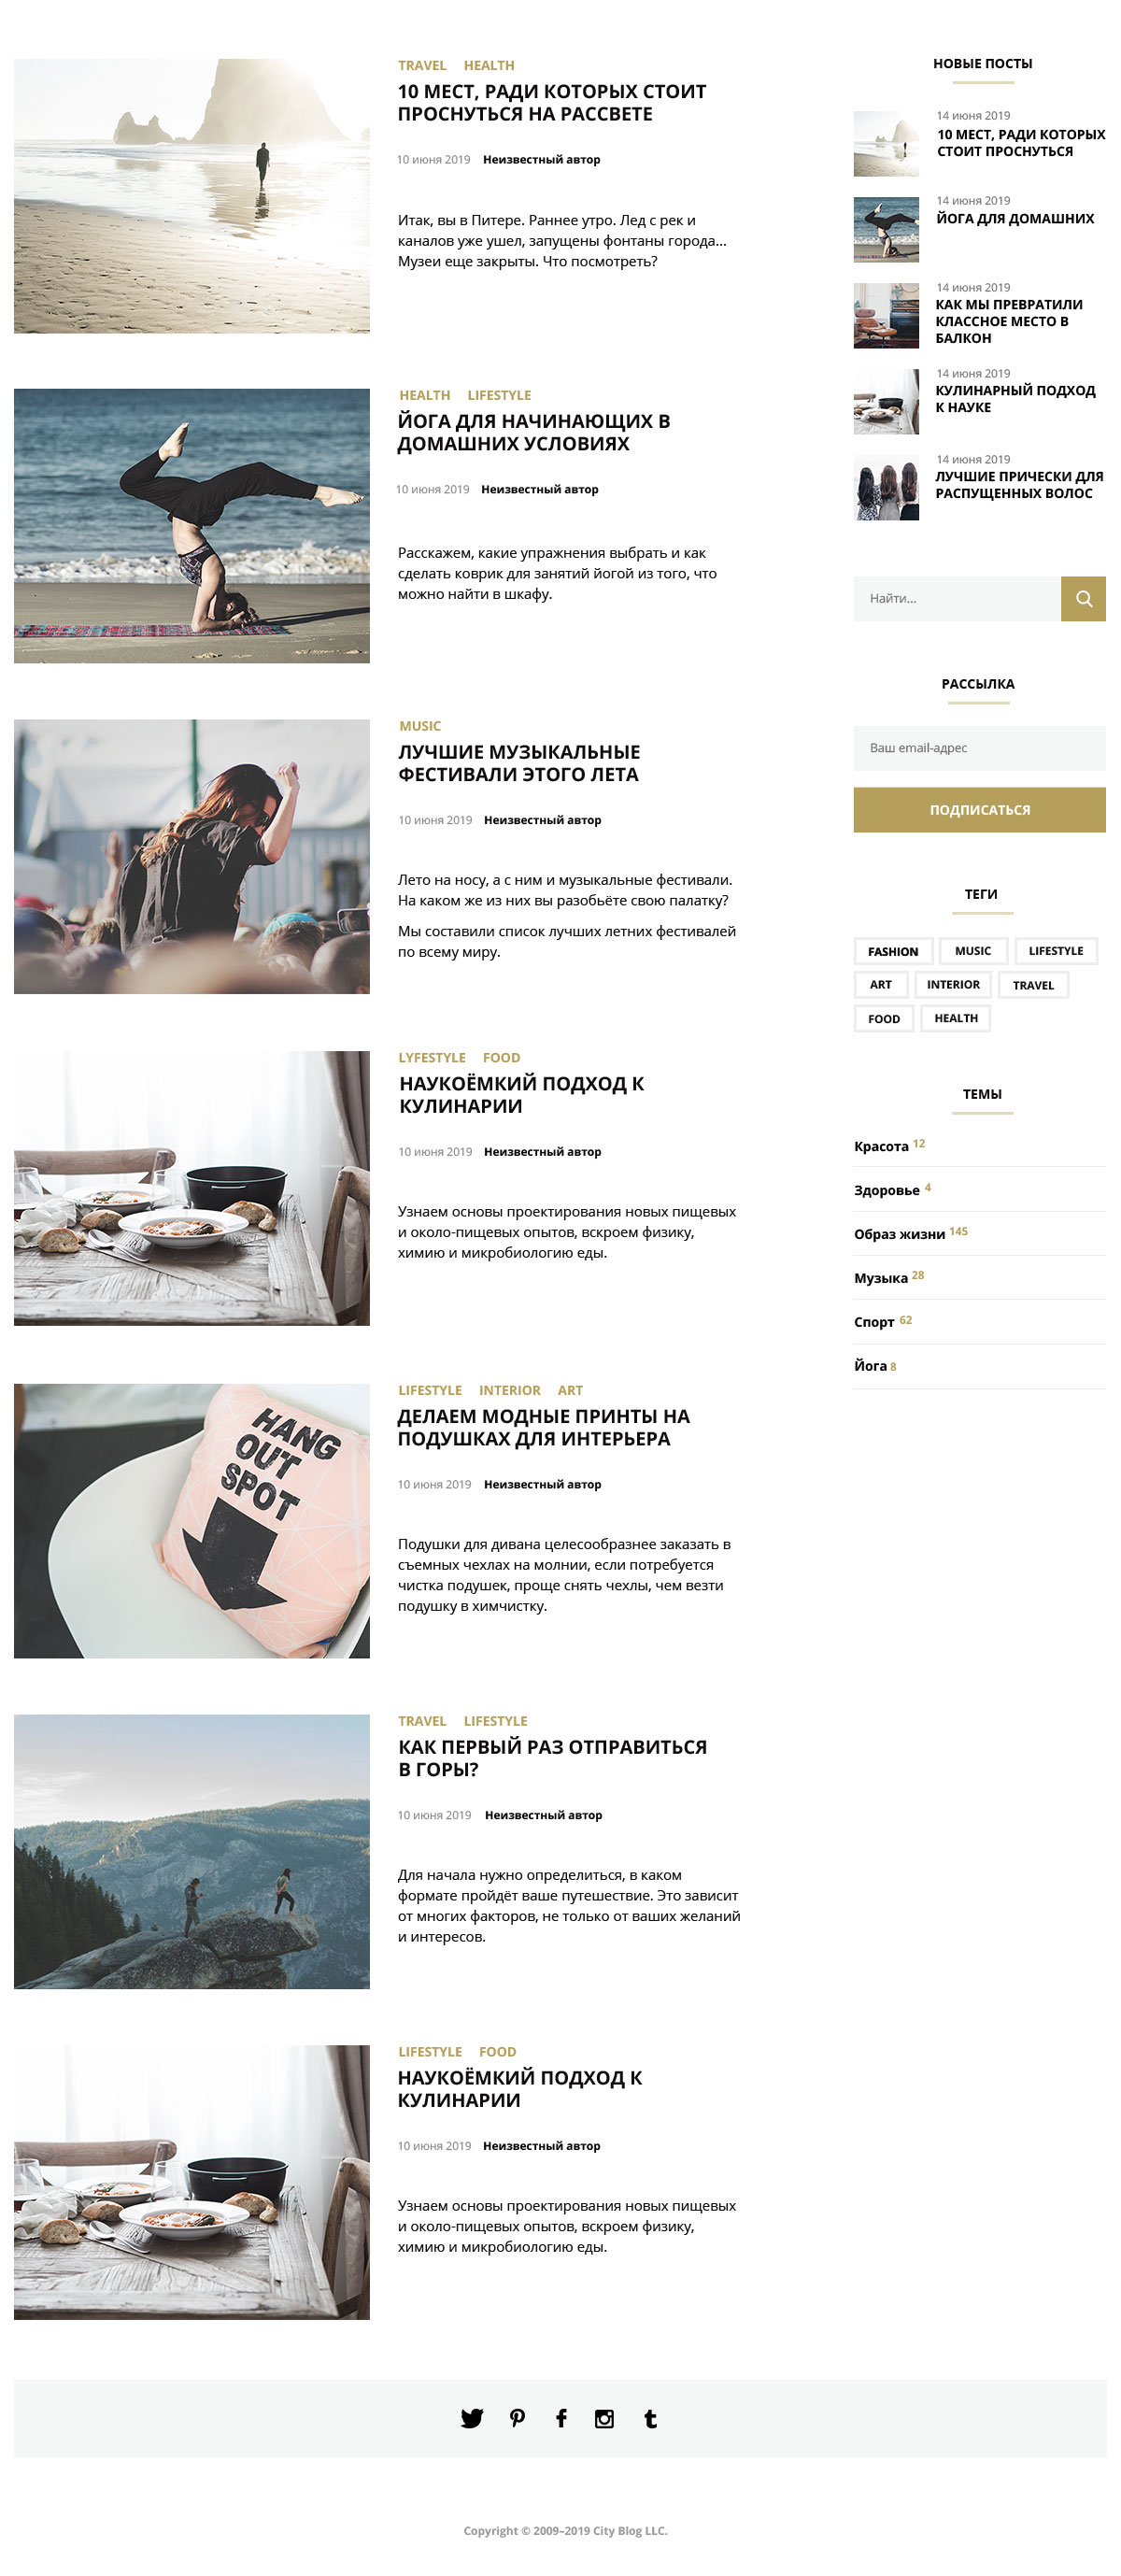 TRAVEL HEALTH
10 МЕСТ, РАДИ КОТОРЫХ СТОИТ
ПРОСНУТЬСЯ НА РАССВЕТЕ
10 июня 2019 Неизвестный автор
Итак, вы в Питере. Раннее утро. Лед с рек и
каналов уже ушел, запущены фонтаны города...
Музеи еще закрыты. Что посмотреть?
HEALTH LIFESTYLE
ЙОГА ДЛЯ НАЧИНАЮЩИХ В
ДОМАШНИХ УСЛОВИЯХ
10 июня 2019 Неизвестный автор
Расскажем, какие упражнения выбрать и как
сделать коврик для занятий йогой из того, что
можно найти в шкафу.
MUSIC
ЛУЧШИЕ МУЗЫКАЛЬНЫЕ
ФЕСТИВАЛИ ЭТОГО ЛЕТА
10 июня 2019 Неизвестный автор
Лето на носу, а с ним и музыкальные фестивали.
На каком же из них вы разобьёте свою палатку?
Мы составили список лучших летних фестивалей
по всему миру.
LYFESTYLE FOOD
НАУКОЁМКИЙ ПОДХОД К
КУЛИНАРИИ
10 июня 2019 Неизвестный автор
Узнаем основы проектирования новых пищевых
и около-пищевых опытов, вскроем физику,
химию и микробиологию еды.
HANG
OUT
SPOT
LIFESTYLE INTERIOR ART
ДЕЛАЕМ МОДНЫЕ ПРИНТЫ НА
ПОДУШКАХ ДЛЯ ИНТЕРЬЕРА
10 июня 2019 Неизвестный автор
Подушки для дивана целесообразнее заказать в
съемных чехлах на молнии, если потребуется
чистка подушек, проще снять чехлы, чем везти
подушку в химчистку.
TRAVEL LIFESTYLE
КАК ПЕРВЫЙ РАЗ ОТПРАВИТЬСЯ
В ГОРЫ?
10 июня 2019 Неизвестный автор
Для начала нужно определиться, в каком
формате пройдёт ваше путешествие. Это зависит
от многих факторов, не только от ваших желаний
и интересов.
LIFESTYLE FOOD
НАУКОЁМКИЙ ПОДХОД К
КУЛИНАРИИ
10 июня 2019 Неизвестный автор
Узнаем основы проектирования новых пищевых
и около-пищевых опытов, вскроем физику,
химию и микробиологию еды.
НОВЫЕ ПОСТЫ
14 июня 2019
10 МЕСТ, РАДИ КОТОРЫХ
СТОИТ ПРОСНУТЬСЯ
14 июня 2019
ЙОГА ДЛЯ ДОМАШНИХ
14 июня 2019
КАК МЫ ПРЕВРАТИЛИ
КЛАССНОЕ МЕСТО В
БАЛКОН
14 июня 2019
КУЛИНАРНЫЙ ПОДХОД
К НАУКЕ
14 июня 2019
ЛУЧШИЕ ПРИЧЕСКИ ДЛЯ
РАСПУЩЕННЫХ ВОЛОС
Найти...
РАССЫЛКА
Ваш email-адрес
ПОДПИСАТЬСЯ
ТЕГИ
FASHION MUSIC LIFESTYLE
ART INTERIOR TRAVEL
FOOD HEALTH
ТЕМЫ
Красота 12
Здоровье 4
Образ жизни 145
Музыка 28
Спорт 62
Йога 8
Copyright © 2009–2019 City Blog LLC.